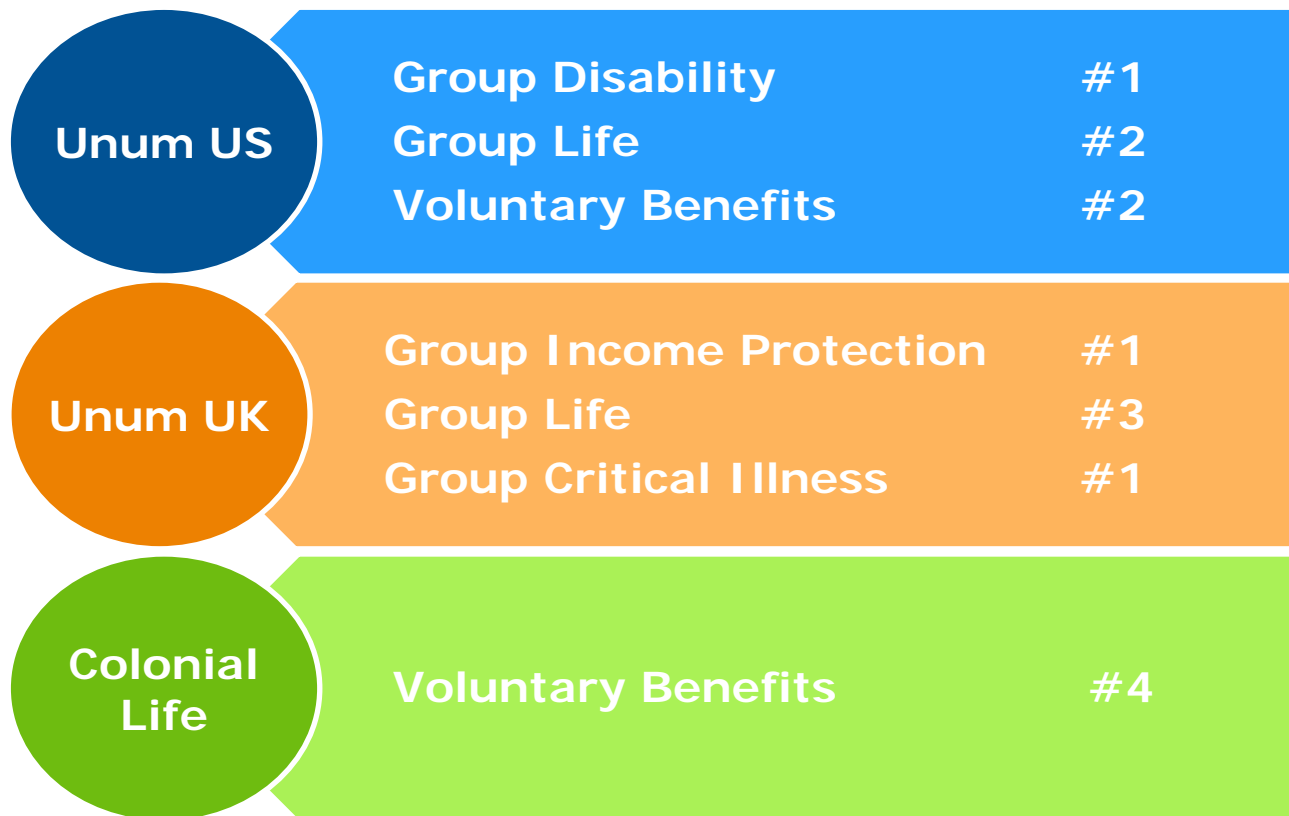 Unum US
Group Disability #1
Group Life #2
Voluntary Benefits #2
Unum UK
Group Income Protection #1
Group Life #3
Group Critical Illness #1
Colonial
Life
Voluntary Benefits #4